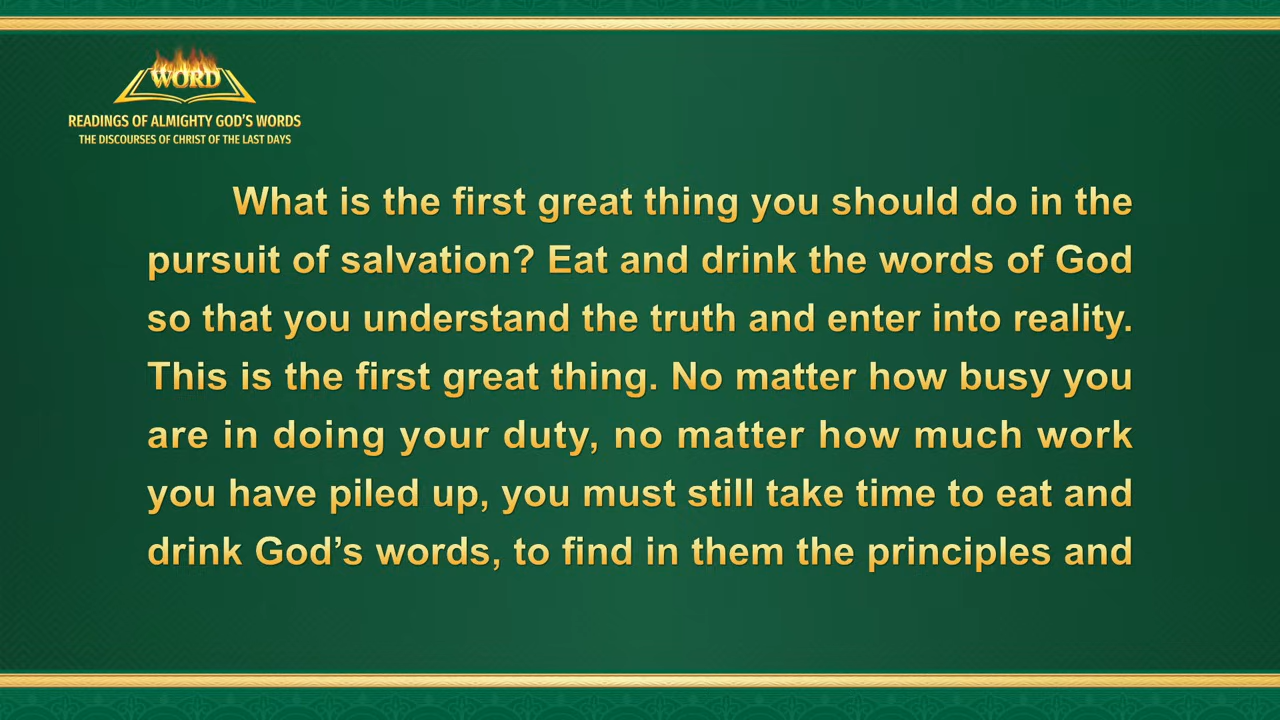 WORD
READINGS OF ALMIGHTY GOD'S WORDS
THE DISCOURSES OF CHRIST OF THE LAST DAYS
What is the first great thing you should do in the
pursuit of salvation? Eat and drink the words of God
so that you understand the truth and enter into reality.
This is the first great thing. No matter how busy you
are in doing your duty, no matter how much work
you have piled up, you must still take time to eat and
drink God’s words, to find in them the principles and